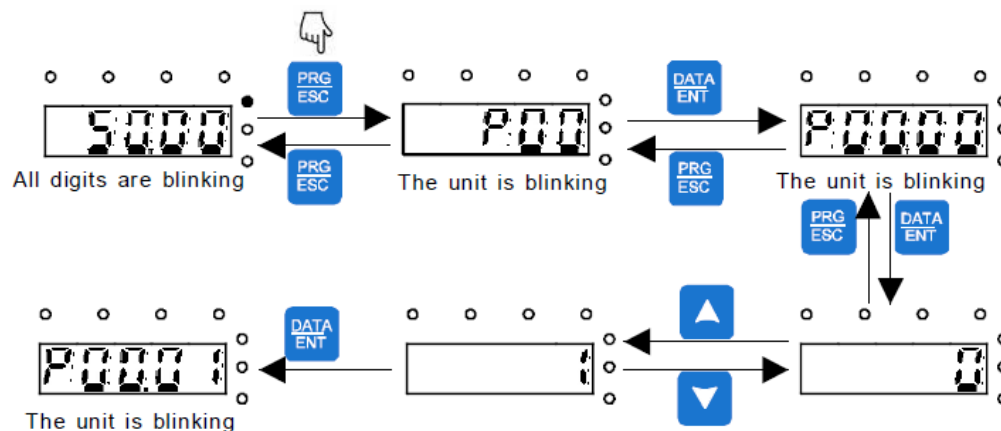 PRG
ESC
DATA
ENT
50.00
P00
P00.00
PRG
ESC
PRG
ESC
All digits are blinking
The unit is blinking
The unit is blinking
PRG
ESC
DATA
ENT
DATA
ENT
P00.01
1
0
The unit is blinking